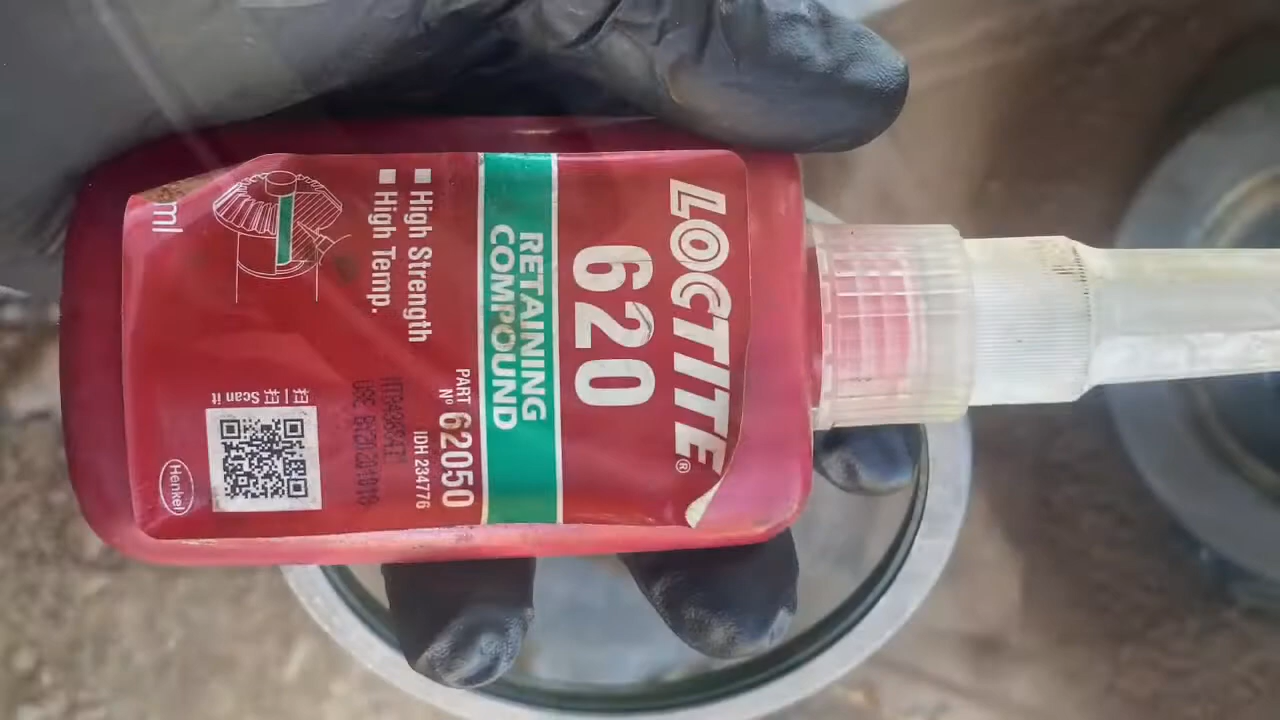 LOCTITE®
620
RETAINING
COMPOUND
PART Nº 62050
IDH 234776
■ High Strength
■ High Temp.
ml
扫一扫 | Scan it
Henkel